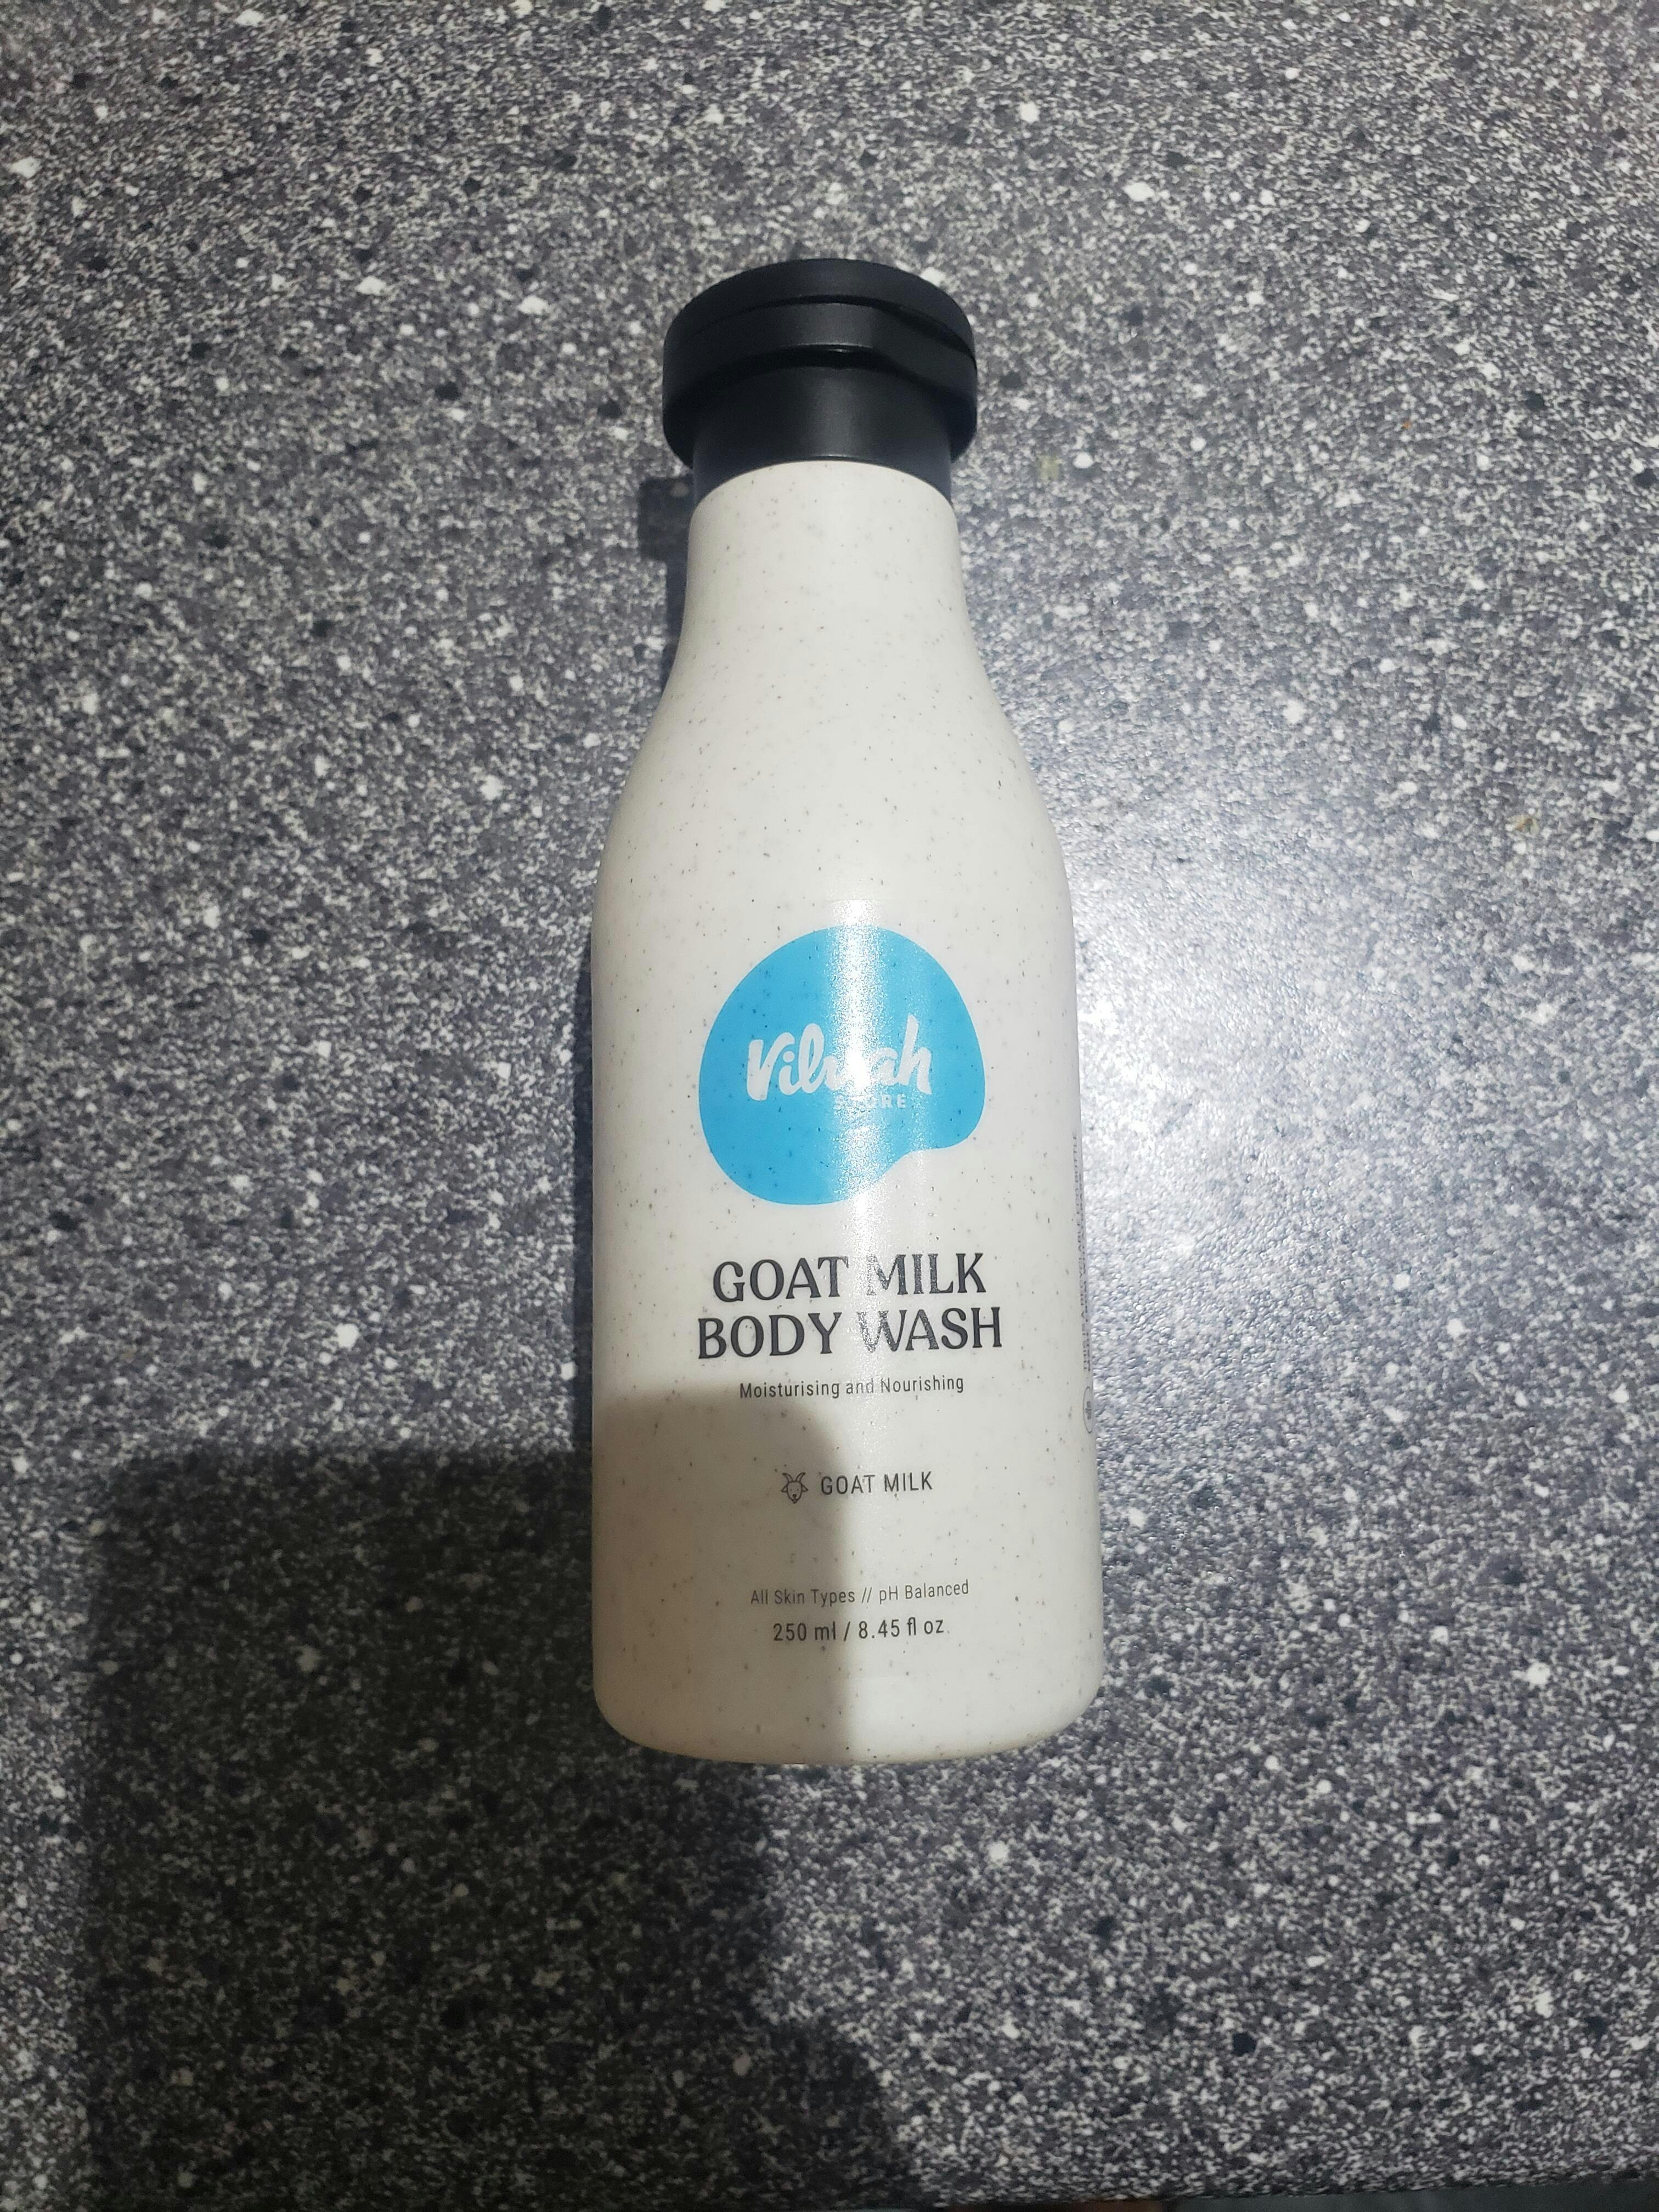 Vilvah
STORE
GOAT MILK
BODY WASH
Moisturising and Nourishing
GOAT MILK
All Skin Types // pH Balanced
250 ml / 8.45 fl oz